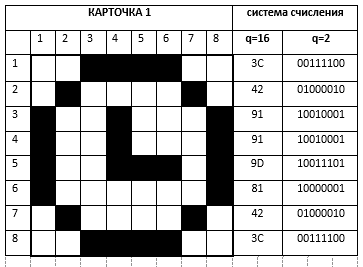 КАРТОЧКА 1 система счисления
1 2 3 4 5 6 7 8 q=16 q=2
1 3C 00111100
2 42 01000010
3 91 10010001
4 91 10010001
5 9D 10011101
6 81 10000001
7 42 01000010
8 3C 00111100